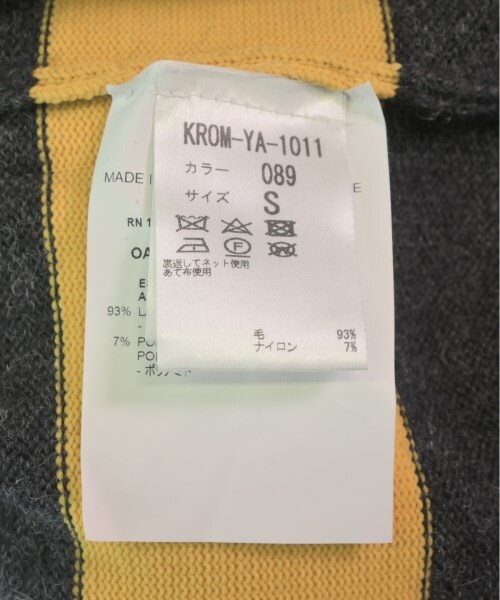 KROM-YA-1011
カラー 089
サイズ S
裏返してネット使用
あて布使用
毛 93%
ナイロン 7%
MADE I
E
RN 1
OA
E
A
93% L
-
7% PO
PO
- ポリアミド